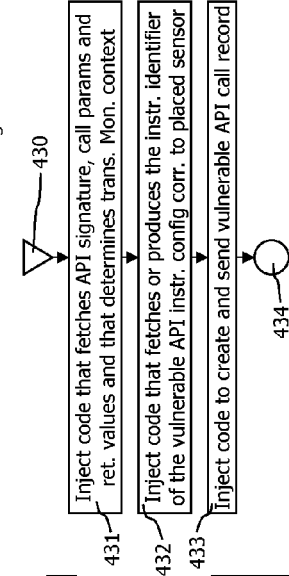 430
Inject code that fetches API signature, call params and
ret. values and that determines trans. Mon. context
431
Inject code that fetches or produces the instr. identifier
of the vulnerable API instr. config corr. to placed sensor
432
Inject code to create and send vulnerable API call record
433
434